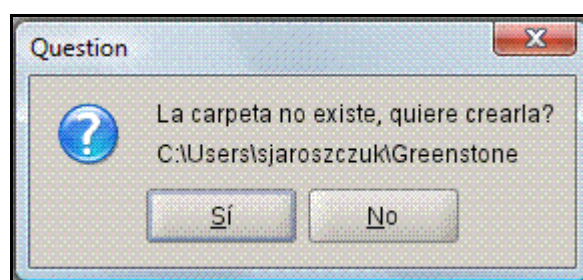 Question
La carpeta no existe, quiere crearla?
C:\Users\sjaroszczuk\Greenstone
Sí
No